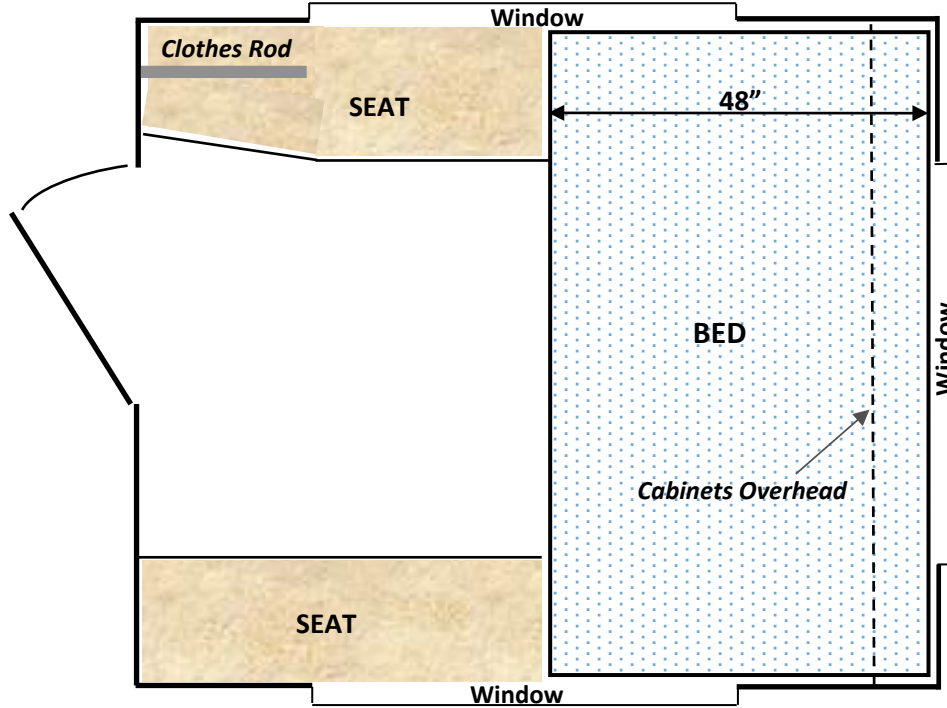 Window
Clothes Rod
SEAT
48”
Window
BED
Cabinets Overhead
SEAT
Window